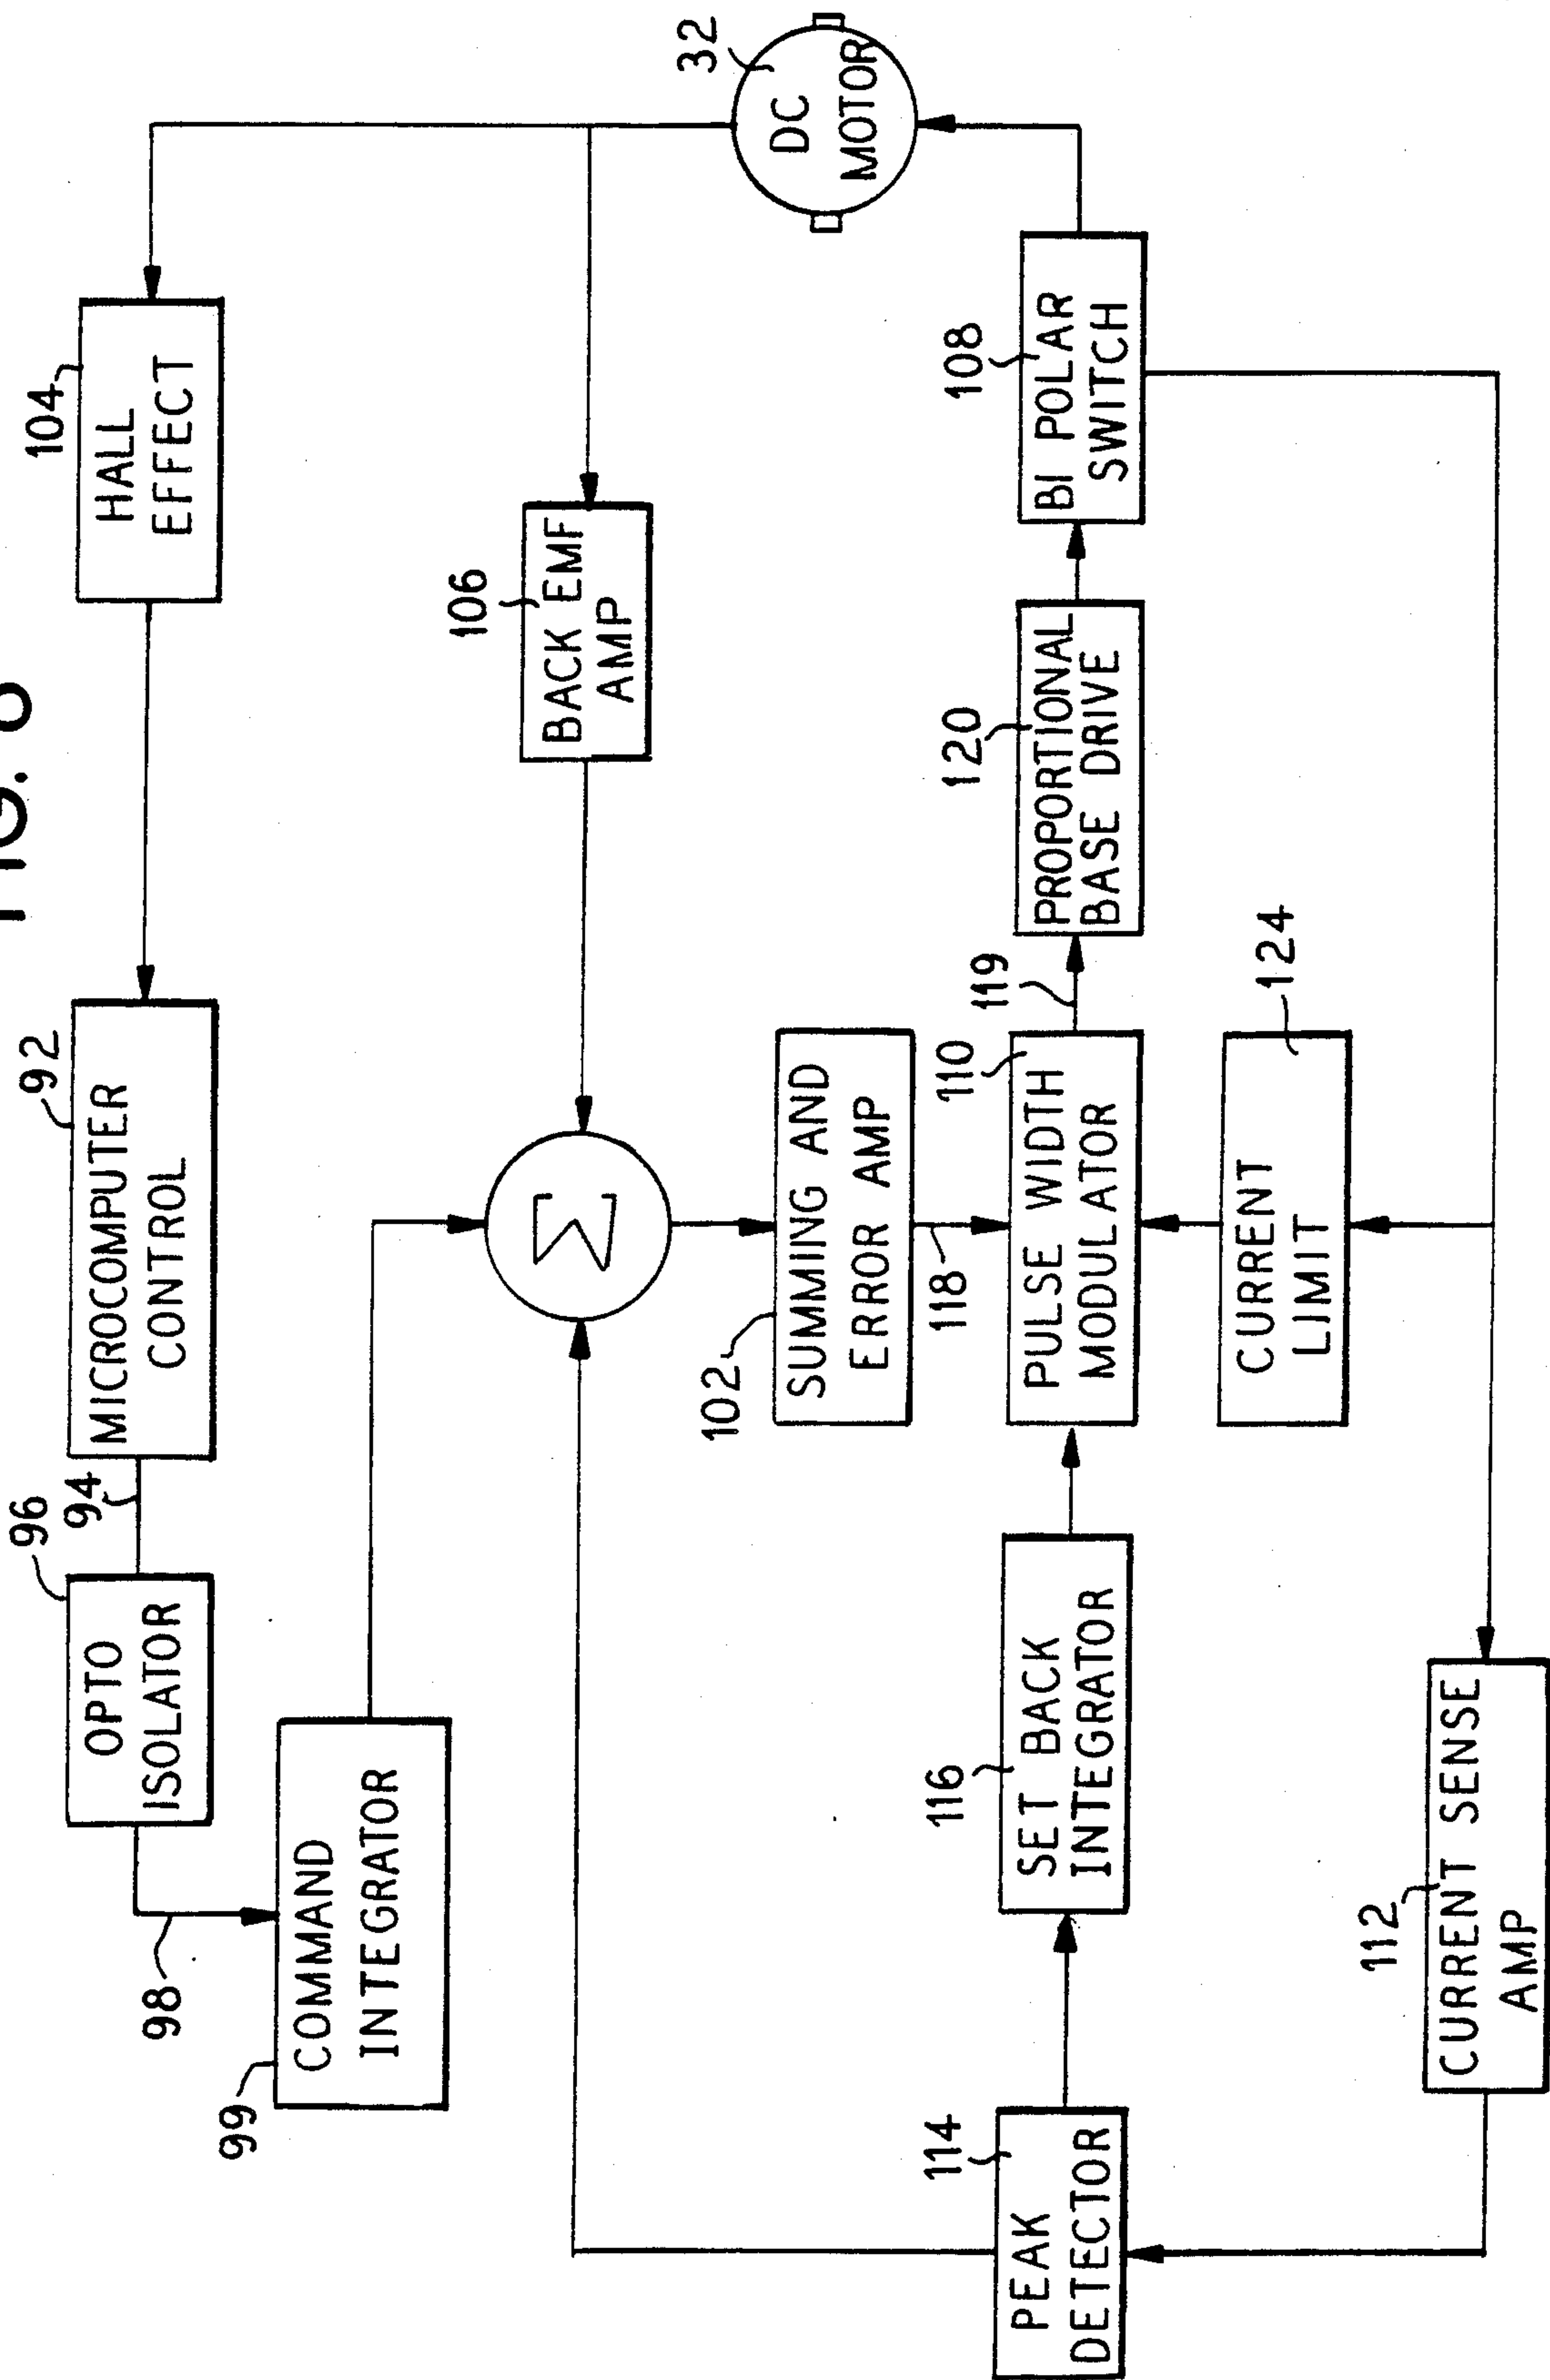 FIG.
96
94
92
104
OPTO
ISOLATOR
MICROCOMPUTER
CONTROL
HALL
EFFECT
98
99
COMMAND
INTEGRATOR
106
BACK EMF
AMP
Σ
32
DC
MOTOR
102
SUMMING AND
ERROR AMP
118
114
PEAK
DETECTOR
116
SET BACK
INTEGRATOR
110
PULSE WIDTH
MODULATOR
119
120
PROPORTIONAL
BASE DRIVE
108
BI POLAR
SWITCH
124
CURRENT
LIMIT
112
CURRENT SENSE
AMP